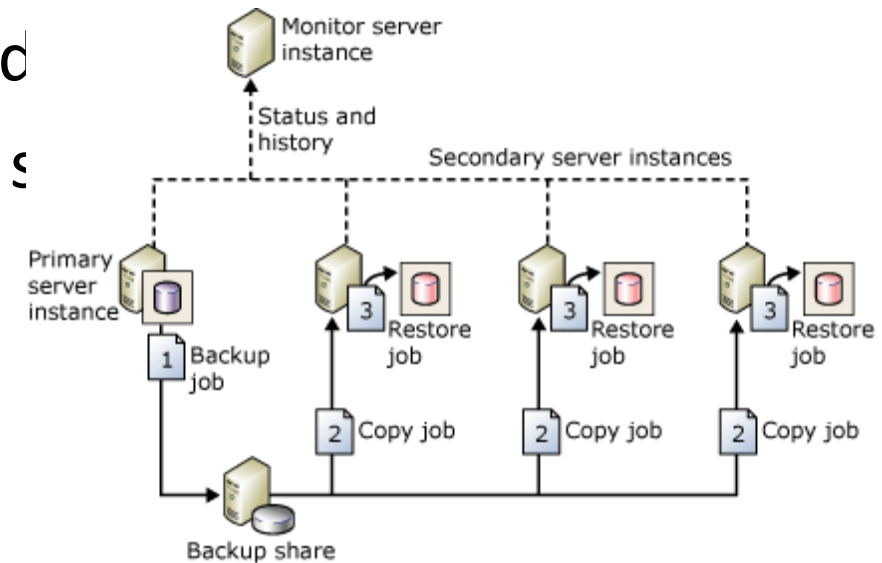 Monitor server
instance
d
Status and
history
s
Secondary server instances
Primary
server
instance
3
Restore
job
3
Restore
job
3
Restore
job
1
Backup
job
2
Copy job
2
Copy job
2
Copy job
Backup share